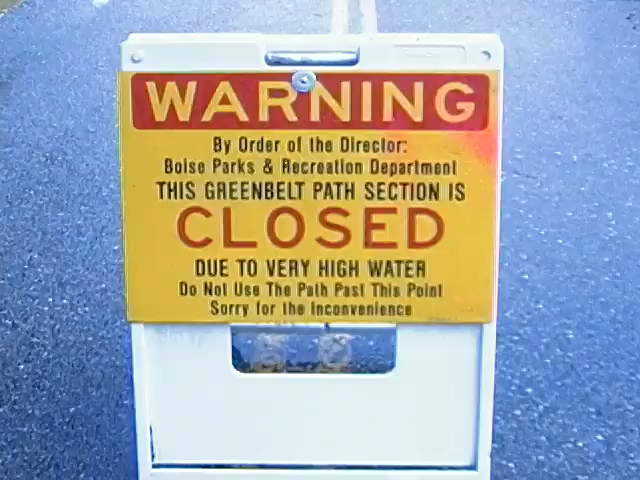 WARNING
By Order of the Director:
Boise Parks & Recreation Department
THIS GREENBELT PATH SECTION IS
CLOSED
DUE TO VERY HIGH WATER
Do Not Use The Path Past This Point
Sorry for the Inconvenience